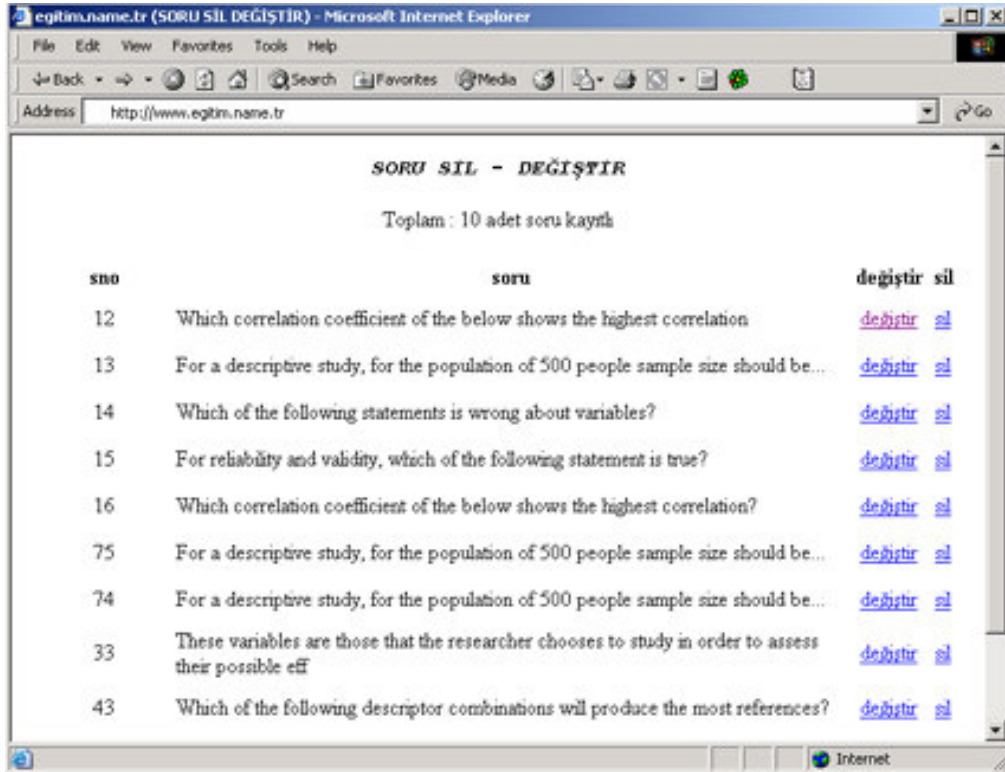 egitim.name.tr (SORU SİL DEĞİŞTİR) - Microsoft Internet Explorer
File Edit View Favorites Tools Help
Back Search Favorites Media
Address http://www.egitim.name.tr Go
SORU SİL - DEĞİŞTİR
Toplam : 10 adet soru kayıtlı
sno soru değiştir sil
12 Which correlation coefficient of the below shows the highest correlation değiştir sil
13 For a descriptive study, for the population of 500 people sample size should be... değiştir sil
14 Which of the following statements is wrong about variables? değiştir sil
15 For reliability and validity, which of the following statement is true? değiştir sil
16 Which correlation coefficient of the below shows the highest correlation? değiştir sil
75 For a descriptive study, for the population of 500 people sample size should be... değiştir sil
74 For a descriptive study, for the population of 500 people sample size should be... değiştir sil
33 These variables are those that the researcher chooses to study in order to assess
their possible eff değiştir sil
43 Which of the following descriptor combinations will produce the most references? değiştir sil
Internet